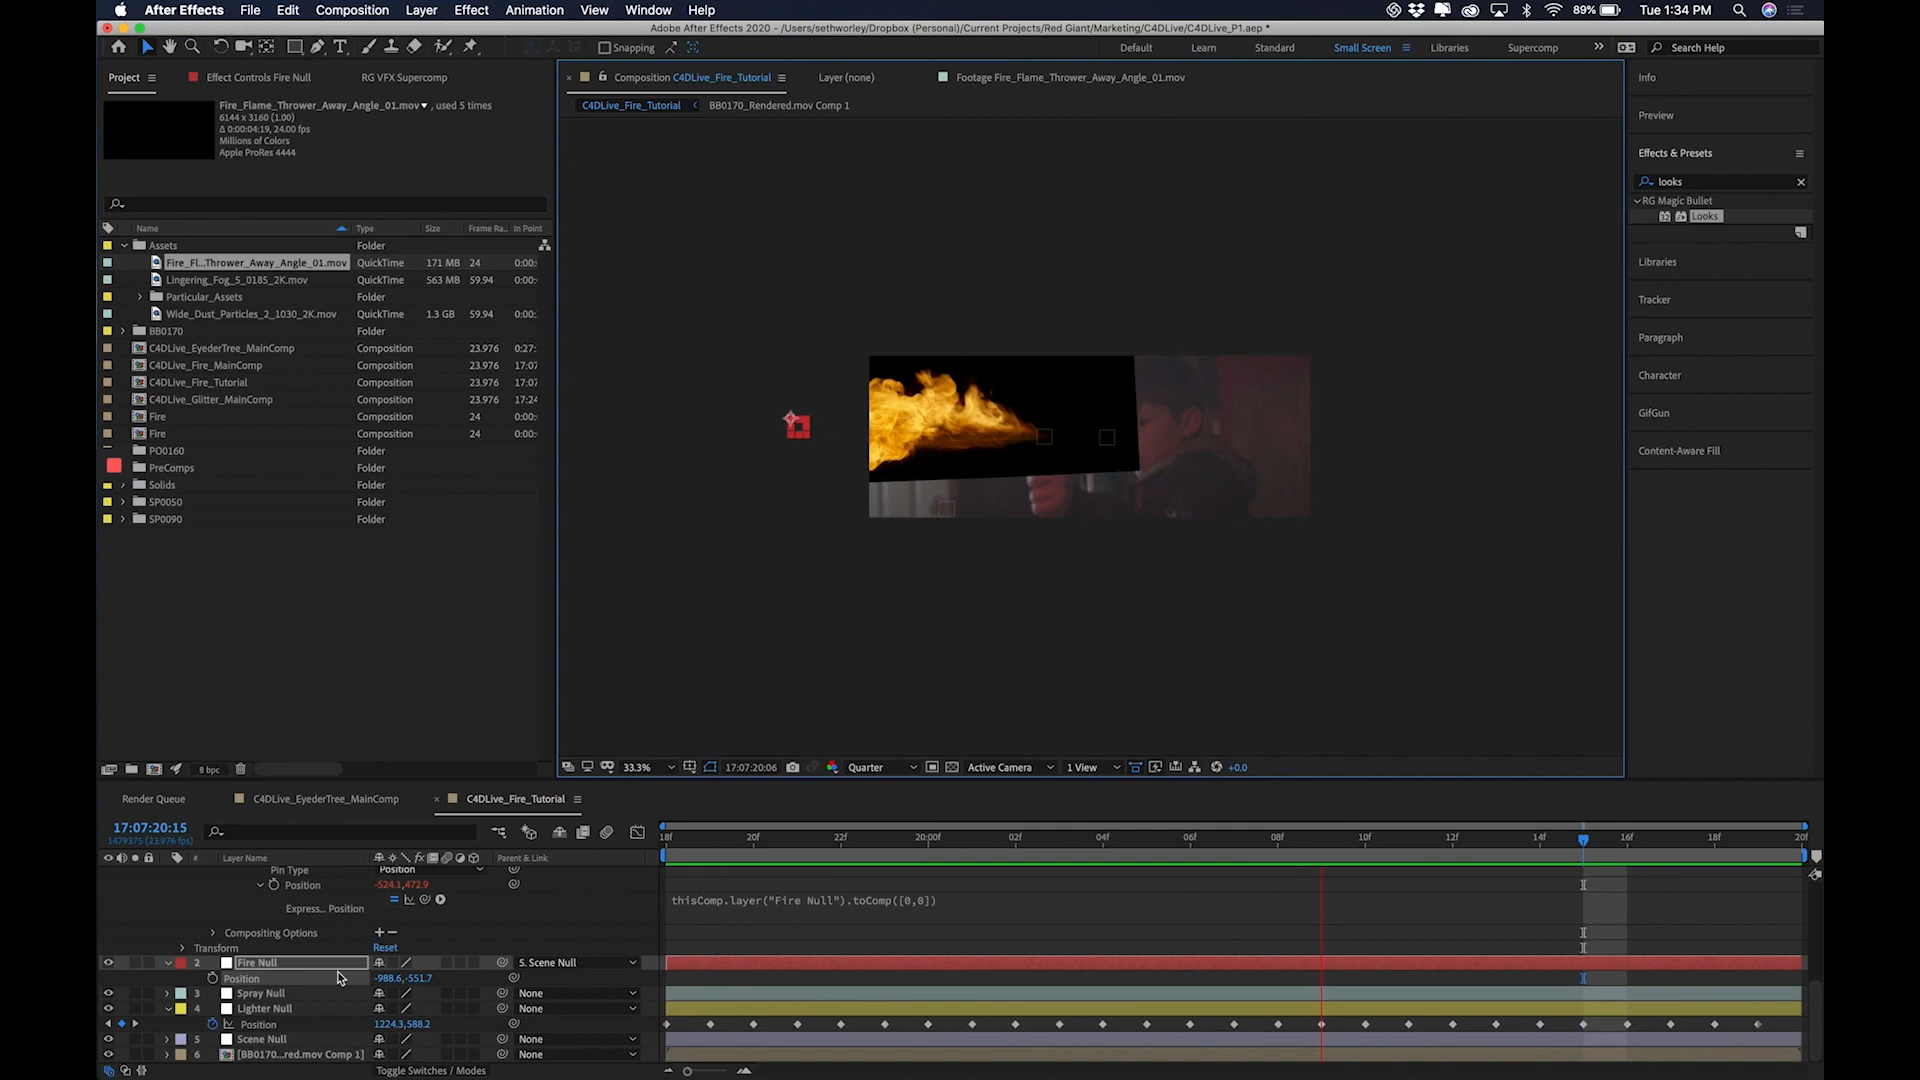 After Effects File Edit Composition Layer Effect Animation View Window Help 89% Tue 1:34 PM
Adobe After Effects 2020 - /Users/sethworley/Dropbox (Personal)/Current Projects/Red Giant/Marketing/C4DLive/C4DLive_P1.aep *
Snapping Default Learn Standard Small Screen Libraries Supercomp Search Help
Project Effect Controls Fire Null RG VFX Supercomp Composition C4DLive_Fire_Tutorial Layer (none) Footage Fire_Flame_Thrower_Away_Angle_01.mov Info
Fire_Flame_Thrower_Away_Angle_01.mov , used 5 times C4DLive_Fire_Tutorial BB0170_Rendered.mov Comp 1
6144 x 3160 (1.00) Preview
Δ 0:00:04:19, 24.00 fps
Millions of Colors
Apple ProRes 4444 Effects & Presets
looks
RG Magic Bullet
Looks
Name Type Size Frame Ra... In Point
Assets Folder
Fire_Fl...Thrower_Away_Angle_01.mov QuickTime 171 MB 24 0:00:
Libraries
Lingering_Fog_5_0185_2K.mov QuickTime 563 MB 59.94 0:00:
Particular_Assets Folder
Tracker
Wide_Dust_Particles_2_1030_2K.mov QuickTime 1.3 GB 59.94 0:00:
BB0170 Folder
Paragraph
C4DLive_EyederTree_MainComp Composition 23.976 0:27:
C4DLive_Fire_MainComp Composition 23.976 17:07
Character
C4DLive_Fire_Tutorial Composition 23.976 17:07
C4DLive_Glitter_MainComp Composition 23.976 17:24
GifGun
Fire Composition 24 0:00:
Fire Composition 24 0:00:
PO0160 Folder
Content-Aware Fill
PreComps Folder
Solids Folder
SP0050 Folder
SP0090 Folder
8 bpc 33.3% 17:07:20:06 Quarter Active Camera 1 View +0.0
Render Queue C4DLive_EyederTree_MainComp C4DLive_Fire_Tutorial
17:07:20:15
1479375 (23.976 fps)
18f 20f 22f 20:00f 02f 04f 06f 08f 10f 12f 14f 16f 18f 20f
# Layer Name Parent & Link
Pin Type Position
Position -524.1,472.9
thisComp.layer("Fire Null").toComp([0,0])
Express... Position
Compositing Options
Transform Reset
2 Fire Null 5. Scene Null
Position -988.6,-551.7
3 Spray Null None
4 Lighter Null None
Position 1224.3,588.2
5 Scene Null None
6 [BB0170...red.mov Comp 1] None
Toggle Switches / Modes